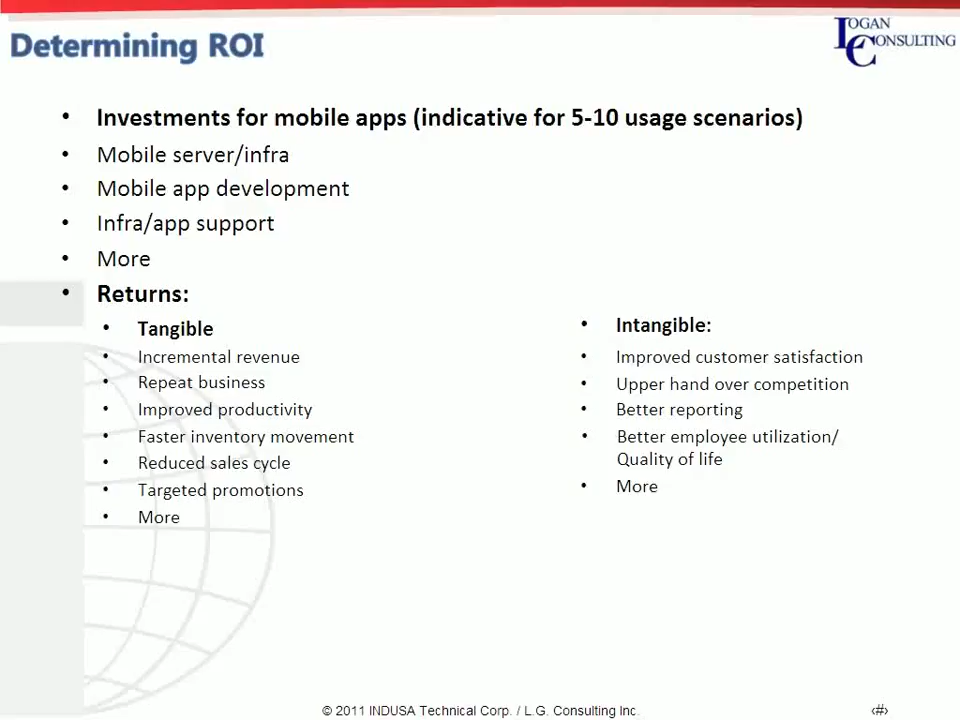 Determining ROI
LOGAN
CONSULTING
• Investments for mobile apps (indicative for 5-10 usage scenarios)
• Mobile server/infra
• Mobile app development
• Infra/app support
• More
• Returns:
• Tangible
• Incremental revenue
• Repeat business
• Improved productivity
• Faster inventory movement
• Reduced sales cycle
• Targeted promotions
• More
• Intangible:
• Improved customer satisfaction
• Upper hand over competition
• Better reporting
• Better employee utilization/
Quality of life
• More
© 2011 INDUSA Technical Corp. / L.G. Consulting Inc.
‹#›